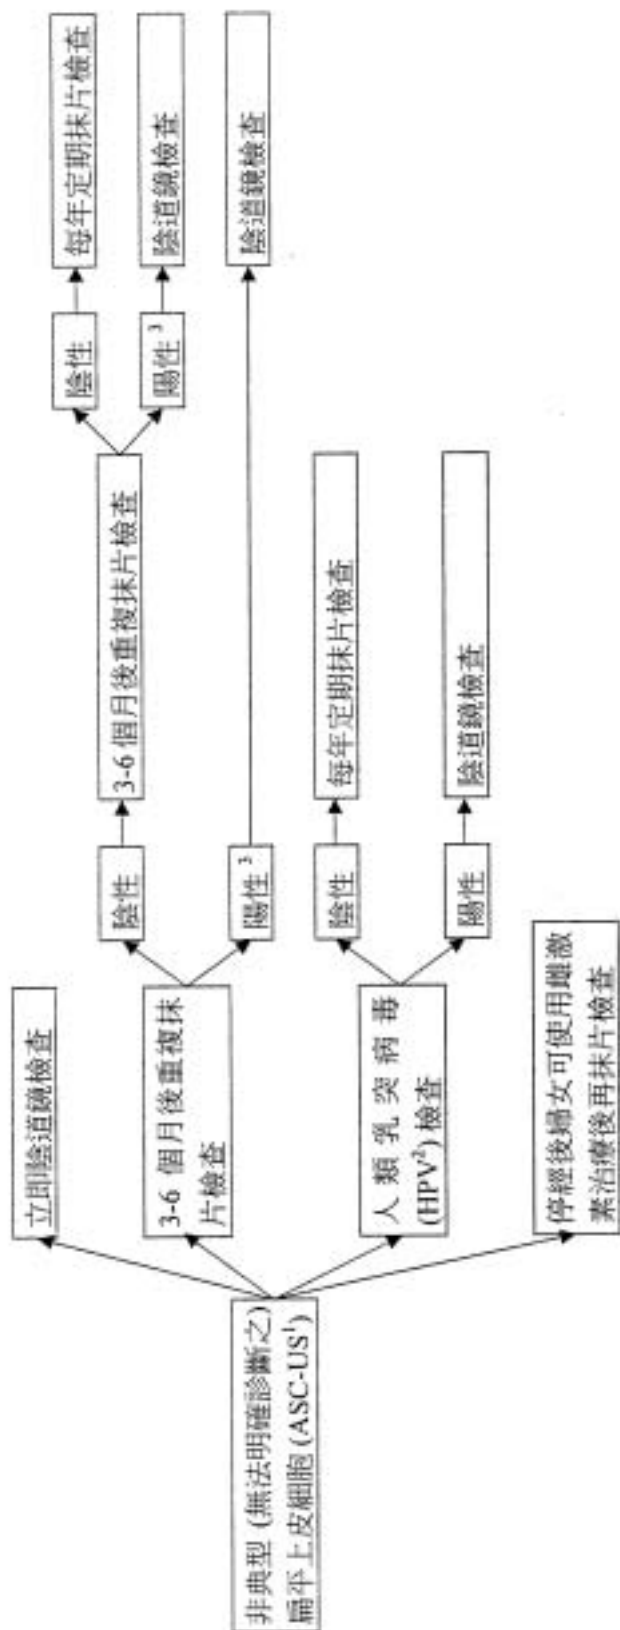 非典型 (無法明確診斷之)
扁平上皮細胞 (ASC-US¹)
立即陰道鏡檢查
3-6 個月後重複抹
片檢查
陰性
3-6 個月後重複抹片檢查
陰性
每年定期抹片檢查
陽性³
陰道鏡檢查
陽性³
陰道鏡檢查
人類乳突病毒
(HPV²) 檢查
陰性
每年定期抹片檢查
陽性
陰道鏡檢查
停經後婦女可使用雌激
素治療後再抹片檢查